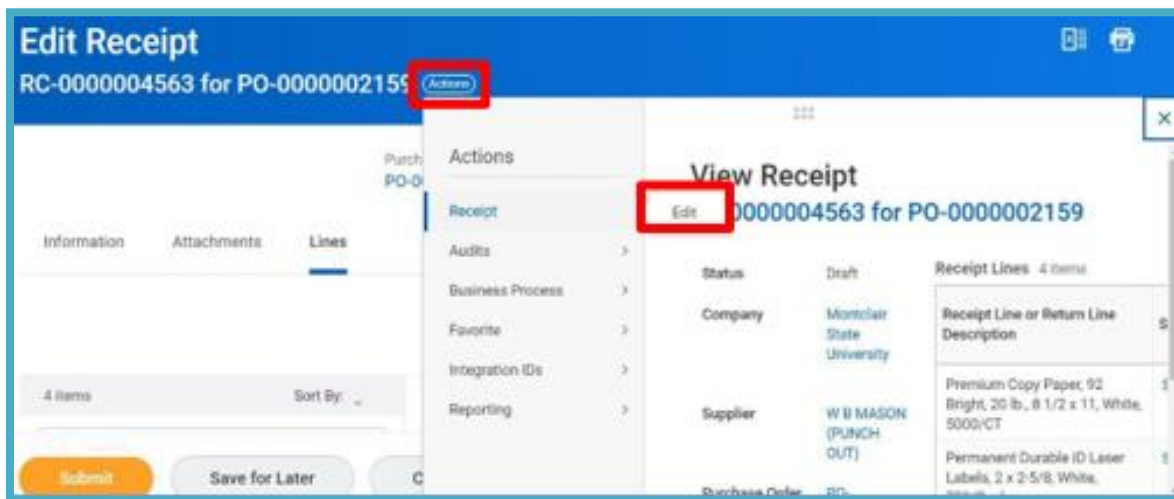 Edit Receipt
RC-0000004563 for PO-0000002159 Actions
Purch
PO-0
Information Attachments Lines
4 items Sort By:
Submit Save for Later C
Actions
Receipt
Audits
Business Process
Favorite
Integration IDs
Reporting
Edit
View Receipt
0000004563 for PO-0000002159
Status Draft
Company Montclair
State
University
Supplier W B MASON
(PUNCH
OUT)
Purchase Order PO-
Receipt Lines 4 items
Receipt Line or Return Line
Description
S
Premium Copy Paper, 92
Bright, 20 lb., 8 1/2 x 11, White,
5000/CT
Permanent Durable ID Laser
Labels, 2 x 2-5/8, White,